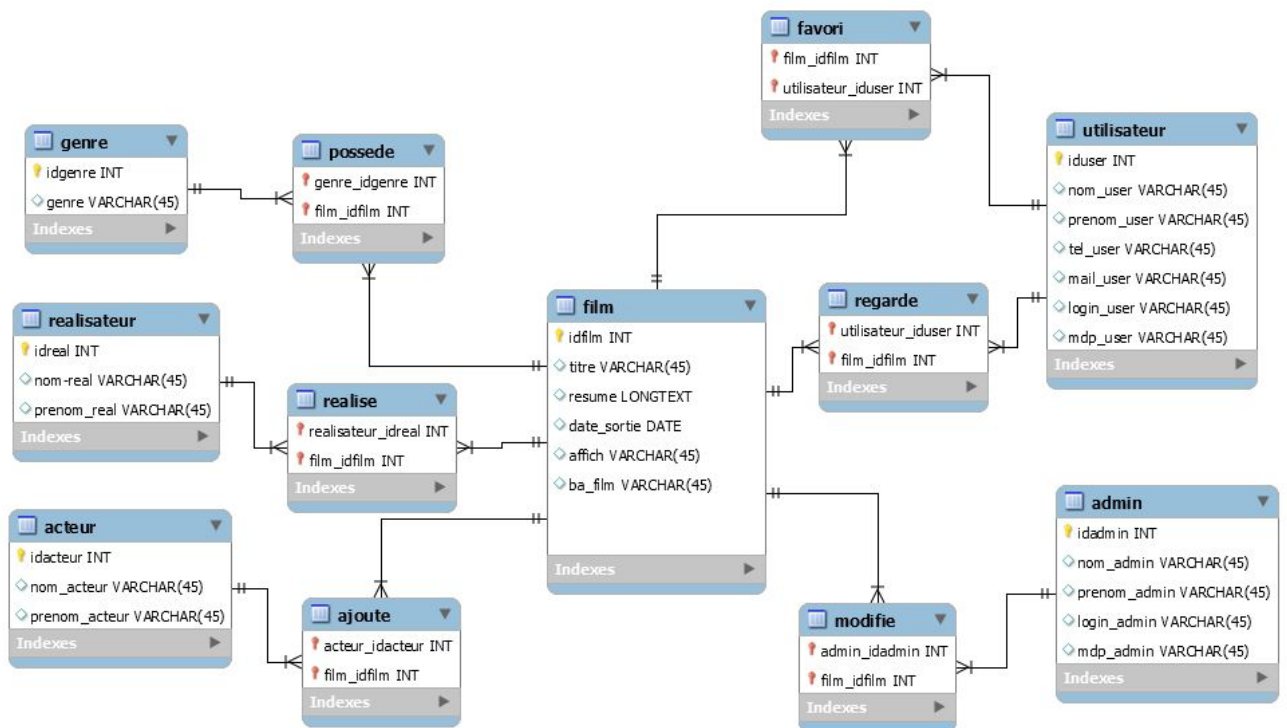 favori
film_idfilm INT
utilisateur_iduser INT
Indexes
genre
idgenre INT
genre VARCHAR(45)
Indexes
possede
genre_idgenre INT
film_idfilm INT
Indexes
utilisateur
iduser INT
nom_user VARCHAR(45)
prenom_user VARCHAR(45)
tel_user VARCHAR(45)
mail_user VARCHAR(45)
login_user VARCHAR(45)
mdp_user VARCHAR(45)
Indexes
realisateur
idreal INT
nom-real VARCHAR(45)
prenom_real VARCHAR(45)
Indexes
realise
realisateur_idreal INT
film_idfilm INT
Indexes
film
idfilm INT
titre VARCHAR(45)
resume LONGTEXT
date_sortie DATE
affich VARCHAR(45)
ba_film VARCHAR(45)
Indexes
regarde
utilisateur_iduser INT
film_idfilm INT
Indexes
acteur
idacteur INT
nom_acteur VARCHAR(45)
prenom_acteur VARCHAR(45)
Indexes
ajoute
acteur_idacteur INT
film_idfilm INT
Indexes
modifie
admin_idadmin INT
film_idfilm INT
Indexes
admin
idadmin INT
nom_admin VARCHAR(45)
prenom_admin VARCHAR(45)
login_admin VARCHAR(45)
mdp_admin VARCHAR(45)
Indexes